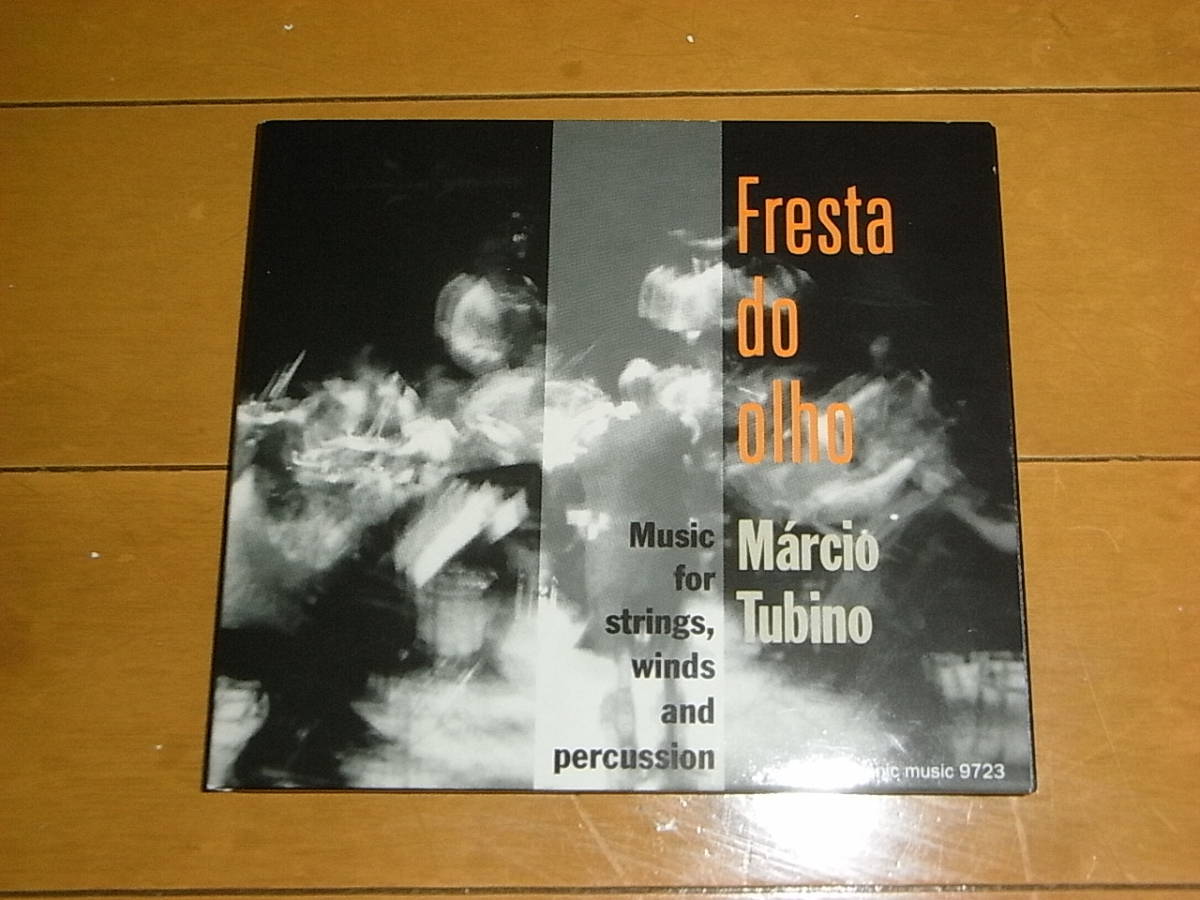 Fresta
do
olho
Márcio
Tubino
Music
for
strings,
winds
and
percussion
music 9723